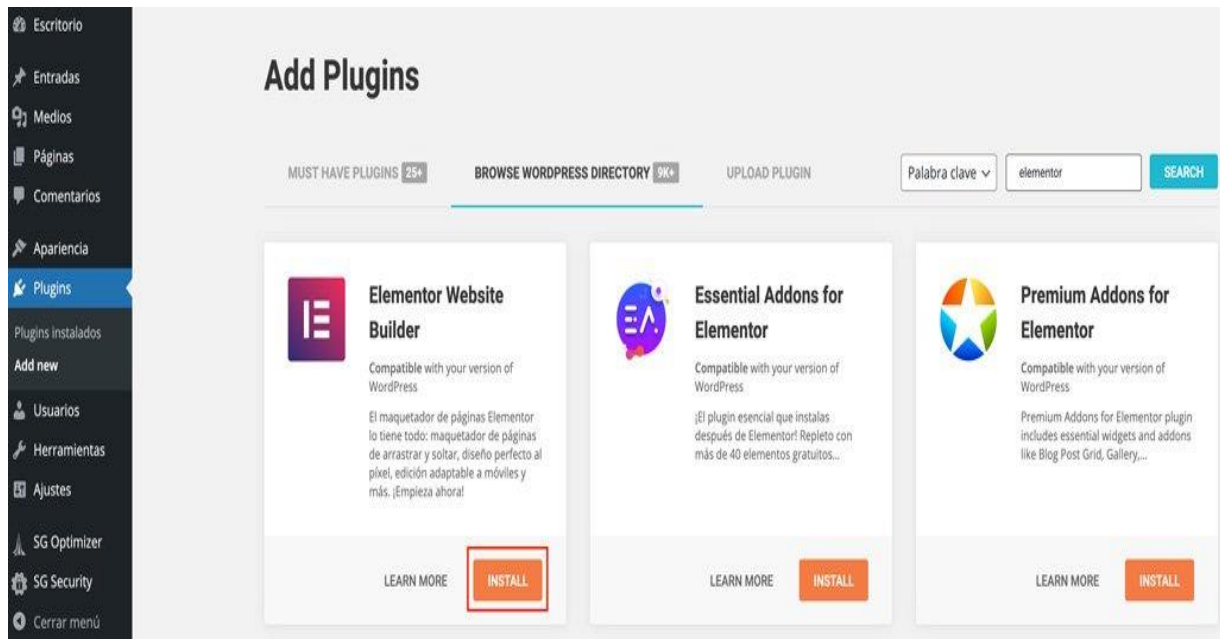 Escritorio
Entradas
Medios
Páginas
Comentarios
Apariencia
Plugins
Plugins instalados
Add new
Usuarios
Herramientas
Ajustes
SG Optimizer
SG Security
Cerrar menú
Add Plugins
MUST HAVE PLUGINS 25+
BROWSE WORDPRESS DIRECTORY 9K+
UPLOAD PLUGIN
Palabra clave
elementor
SEARCH
Elementor Website
Builder
Compatible with your version of
WordPress
El maquetador de páginas Elementor
lo tiene todo: maquetador de páginas
de arrastrar y soltar, diseño perfecto al
píxel, edición adaptable a móviles y
más. ¡Empieza ahora!
LEARN MORE
INSTALL
Essential Addons for
Elementor
Compatible with your version of
WordPress
¡El plugin esencial que instalas
después de Elementor! Repleto con
más de 40 elementos gratuitos...
LEARN MORE
INSTALL
Premium Addons for
Elementor
Compatible with your version of
WordPress
Premium Addons for Elementor plugin
includes essential widgets and addons
like Blog Post Grid, Gallery,...
LEARN MORE
INSTALL